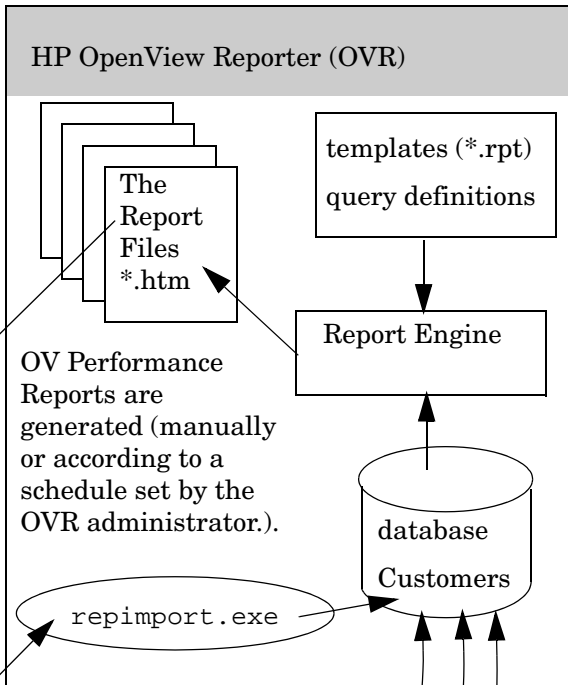 HP OpenView Reporter (OVR)
The
Report
Files
*.htm
templates (*.rpt)
query definitions
Report Engine
OV Performance
Reports are
generated (manually
or according to a
schedule set by the
OVR administrator.).
database
Customers
repimport.exe